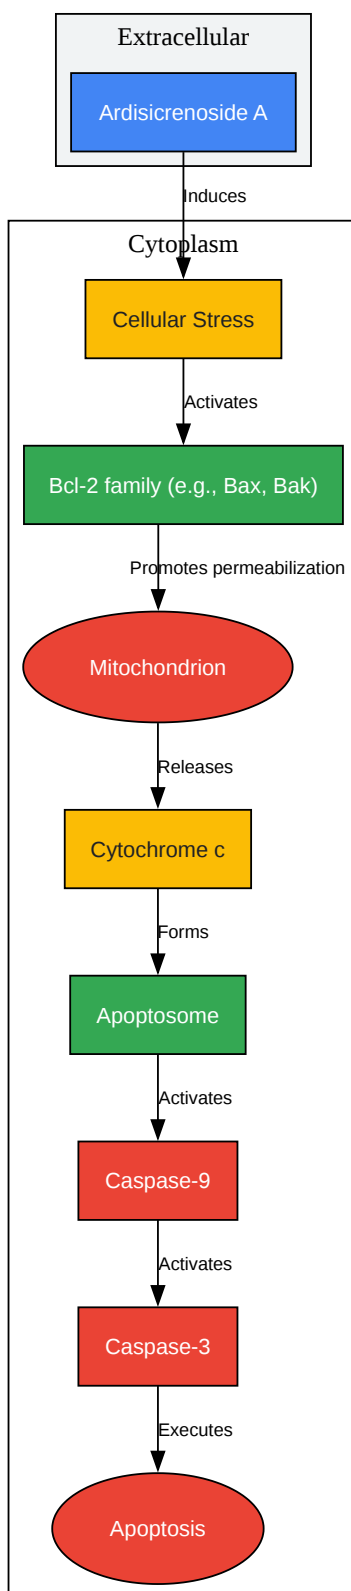 Extracellular
Ardisicrenoside A
Induces
Cytoplasm
Cellular Stress
Activates
Bcl-2 family (e.g., Bax, Bak)
Promotes permeabilization
Mitochondrion
Releases
Cytochrome c
Forms
Apoptosome
Activates
Caspase-9
Activates
Caspase-3
Executes
Apoptosis